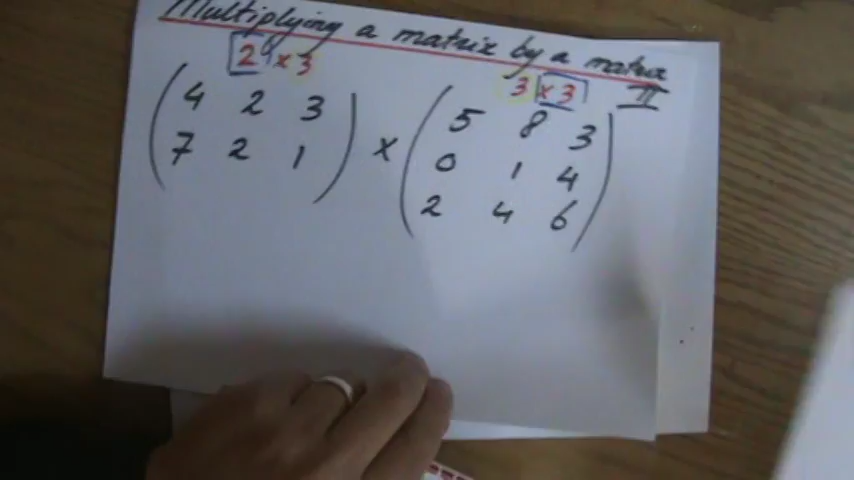 Multiplying a matrix by a matrix
II
2 x 3
3 x 3
4 2 3
7 2 1
x
5 8 3
0 1 4
2 4 6